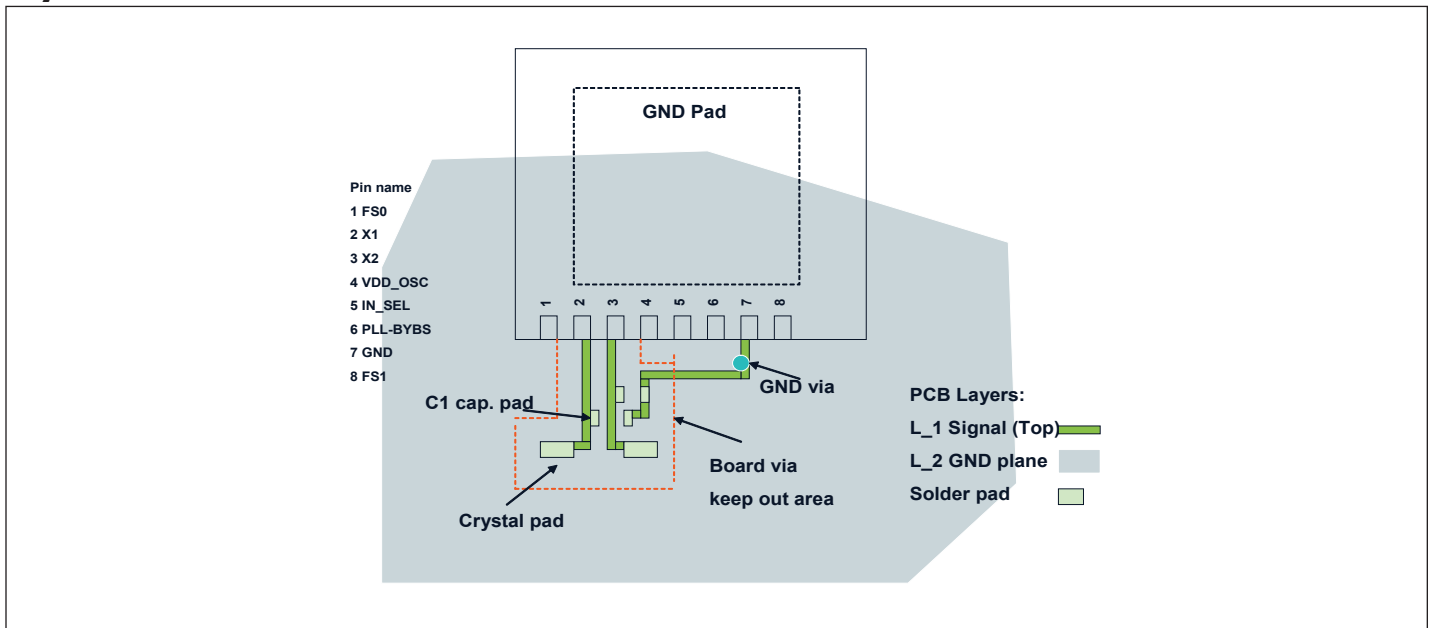 GND Pad
Pin name
1 FS0
2 X1
3 X2
4 VDD_OSC
5 IN_SEL
6 PLL-BYBS
7 GND
8 FS1
1 2 3 4 5 6 7 8
GND via
C1 cap. pad
Board via
keep out area
Crystal pad
PCB Layers:
L_1 Signal (Top)
L_2 GND plane
Solder pad